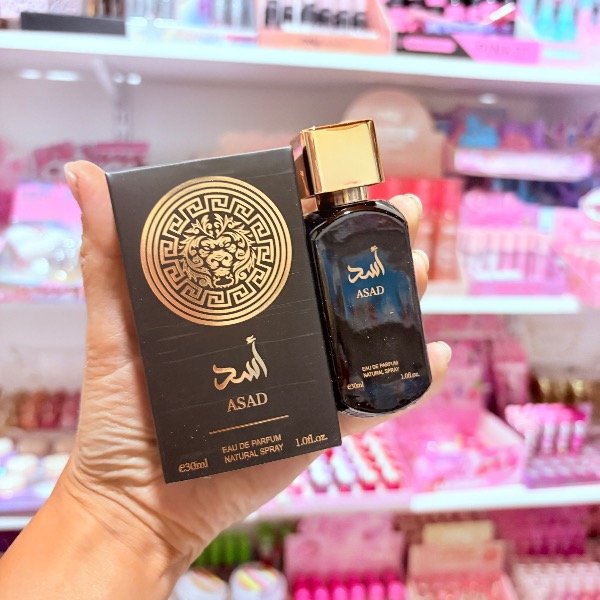 أسد
ASAD
EAU DE PARFUM
NATURAL SPRAY
e30ml
1.0fl.oz.
أسد
ASAD
EAU DE PARFUM
NATURAL SPRAY
e30ml
1.0fl.oz.